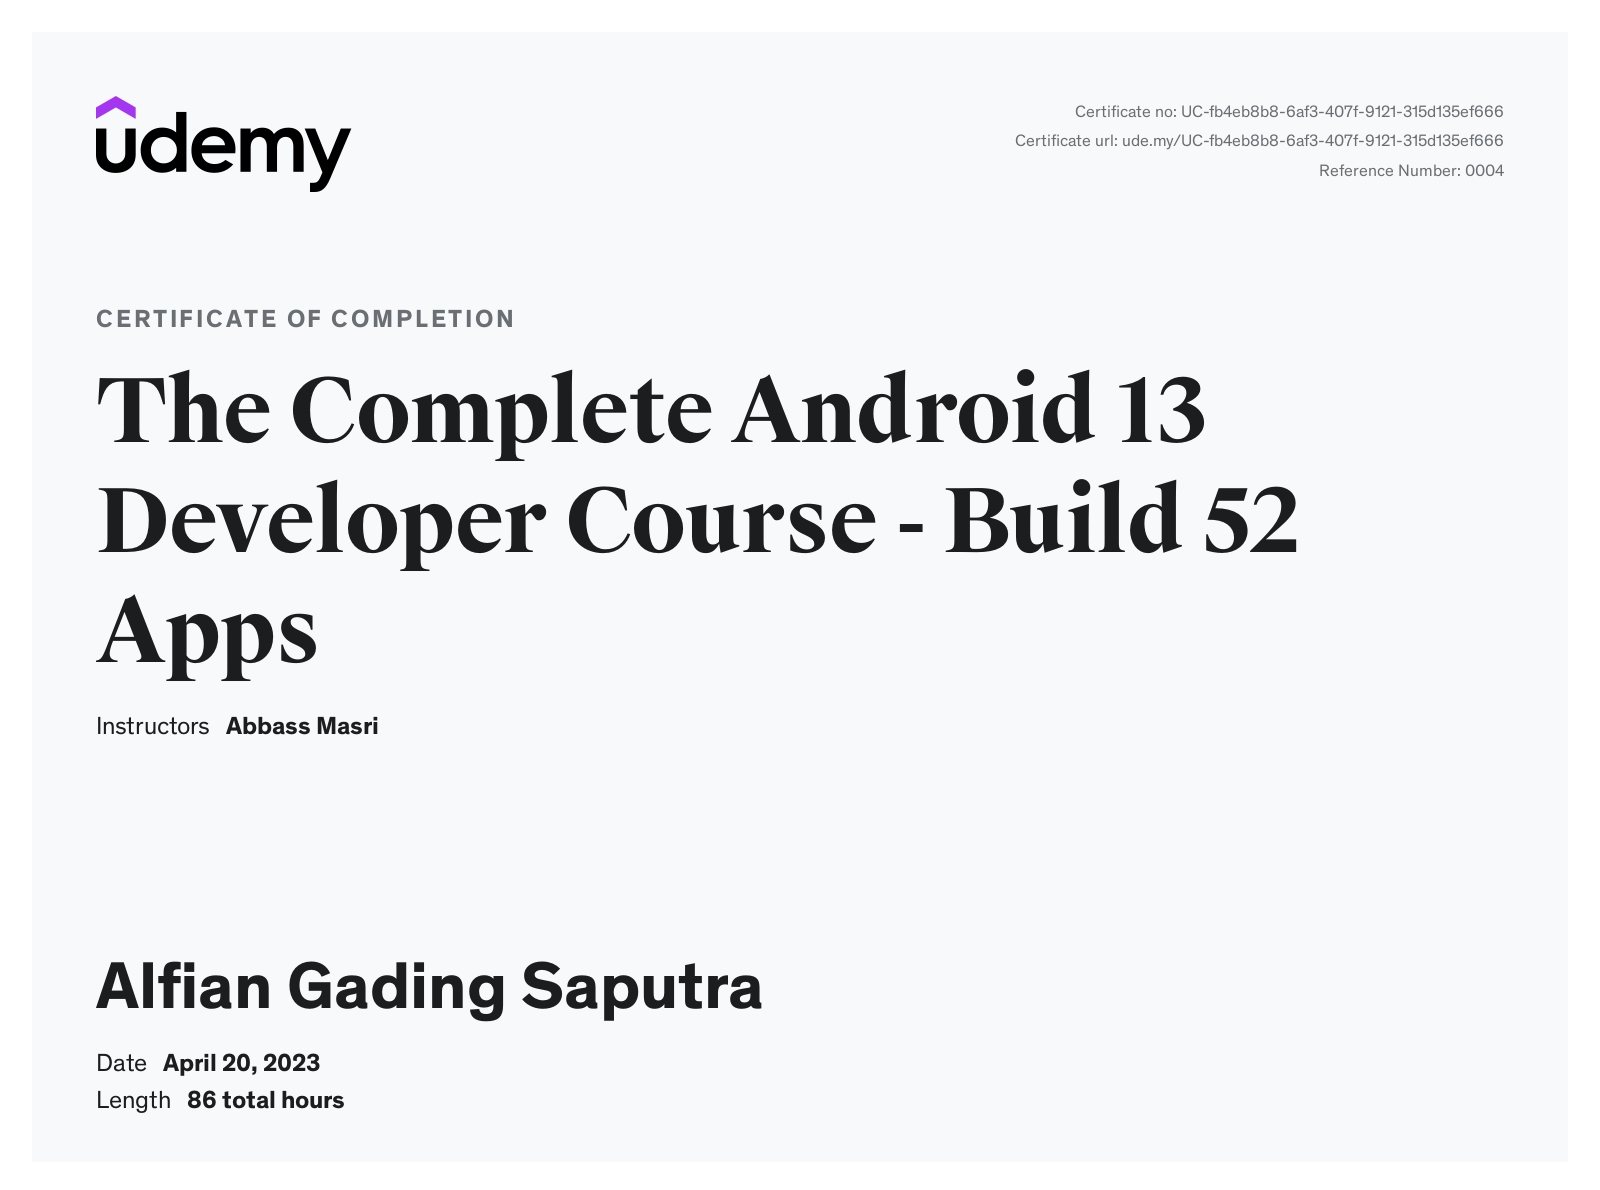 udemy
Certificate no: UC-fb4eb8b8-6af3-407f-9121-315d135ef666
Certificate url: ude.my/UC-fb4eb8b8-6af3-407f-9121-315d135ef666
Reference Number: 0004
CERTIFICATE OF COMPLETION
The Complete Android 13
Developer Course - Build 52
Apps
Instructors Abbass Masri
Alfian Gading Saputra
Date April 20, 2023
Length 86 total hours